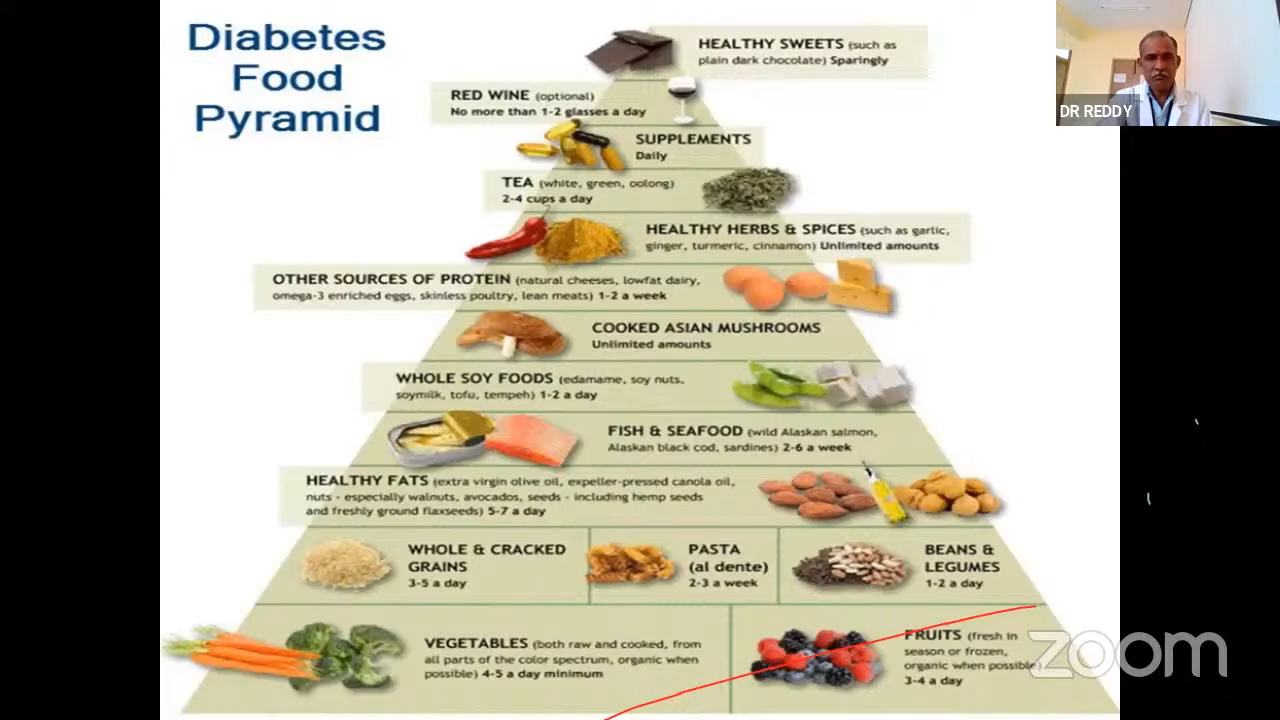 Diabetes
Food
Pyramid
DR REDDY
HEALTHY SWEETS (such as
plain dark chocolate) Sparingly
RED WINE (optional)
No more than 1-2 glasses a day
SUPPLEMENTS
Daily
TEA (white, green, oolong)
2-4 cups a day
HEALTHY HERBS & SPICES (such as garlic,
ginger, turmeric, cinnamon) Unlimited amounts
OTHER SOURCES OF PROTEIN (natural cheeses, lowfat dairy,
omega-3 enriched eggs, skinless poultry, lean meats) 1-2 a week
COOKED ASIAN MUSHROOMS
Unlimited amounts
WHOLE SOY FOODS (edamame, soy nuts,
soymilk, tofu, tempeh) 1-2 a day
FISH & SEAFOOD (wild Alaskan salmon,
Alaskan black cod, sardines) 2-6 a week
HEALTHY FATS (extra virgin olive oil, expeller-pressed canola oil,
nuts - especially walnuts, avocados, seeds - including hemp seeds
and freshly ground flaxseeds) 5-7 a day
WHOLE & CRACKED
GRAINS
3-5 a day
PASTA
(al dente)
2-3 a week
BEANS &
LEGUMES
1-2 a day
VEGETABLES (both raw and cooked, from
all parts of the color spectrum, organic when
possible) 4-5 a day minimum
FRUITS (fresh in
season or frozen,
organic when possible)
3-4 a day
zoom